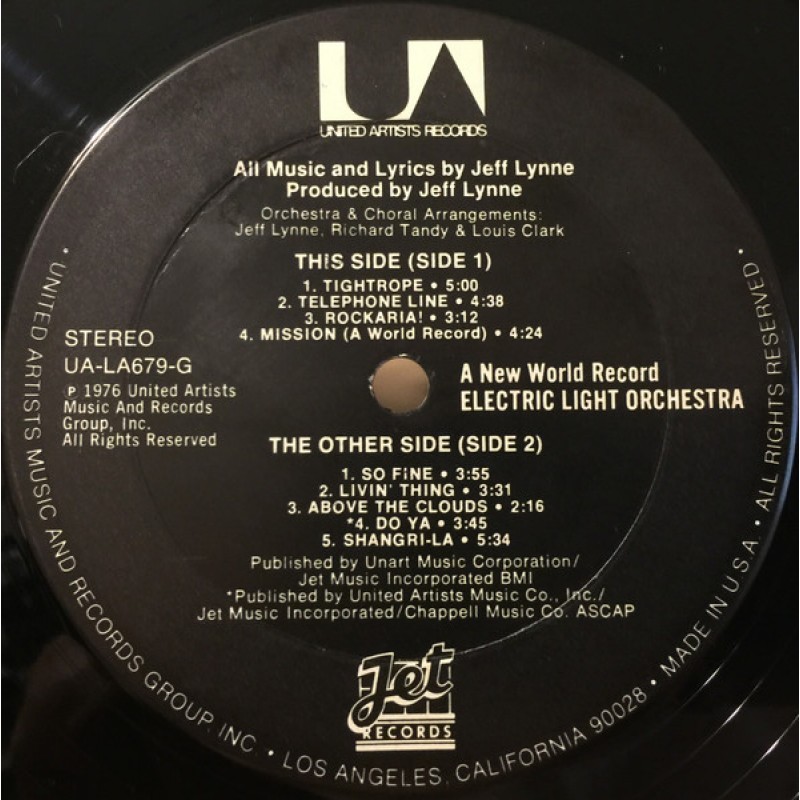 UA
UNITED ARTISTS RECORDS
All Music and Lyrics by Jeff Lynne
Produced by Jeff Lynne
Orchestra & Choral Arrangements:
Jeff Lynne, Richard Tandy & Louis Clark
THIS SIDE (SIDE 1)
1. TIGHTROPE • 5:00
2. TELEPHONE LINE • 4:38
3. ROCKARIA! • 3:12
4. MISSION (A World Record) • 4:24
STEREO
UA-LA679-G
℗ 1976 United Artists
Music And Records
Group, Inc.
All Rights Reserved
A New World Record
ELECTRIC LIGHT ORCHESTRA
THE OTHER SIDE (SIDE 2)
1. SO FINE • 3:55
2. LIVIN' THING • 3:31
3. ABOVE THE CLOUDS • 2:16
*4. DO YA • 3:45
5. SHANGRI-LA • 5:34
Published by Unart Music Corporation/
Jet Music Incorporated BMI
*Published by United Artists Music Co., Inc./
Jet Music Incorporated/Chappell Music Co. ASCAP
Jet
RECORDS
• UNITED ARTISTS MUSIC AND RECORDS GROUP, INC. • LOS ANGELES, CALIFORNIA 90028 • MADE IN U.S.A. • ALL RIGHTS RESERVED •